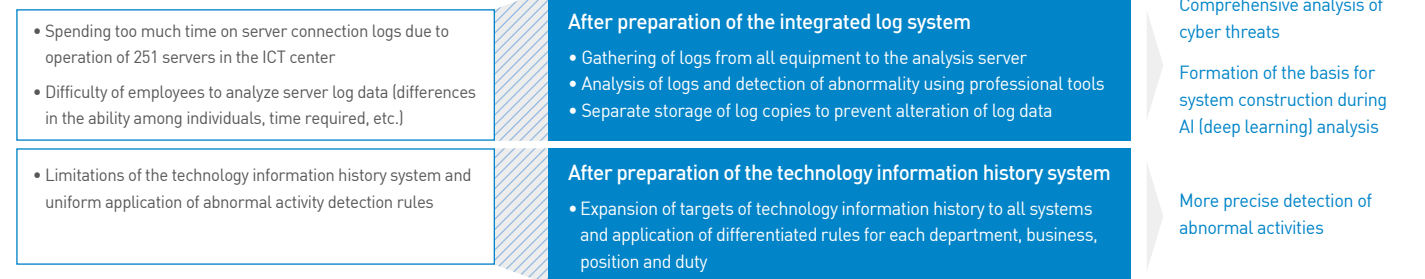 • Spending too much time on server connection logs due to
operation of 251 servers in the ICT center
• Difficulty of employees to analyze server log data (differences
in the ability among individuals, time required, etc.)
After preparation of the integrated log system
• Gathering of logs from all equipment to the analysis server
• Analysis of logs and detection of abnormality using professional tools
• Separate storage of log copies to prevent alteration of log data
Comprehensive analysis of
cyber threats
Formation of the basis for
system construction during
AI (deep learning) analysis
• Limitations of the technology information history system and
uniform application of abnormal activity detection rules
After preparation of the technology information history system
• Expansion of targets of technology information history to all systems
and application of differentiated rules for each department, business,
position and duty
More precise detection of
abnormal activities